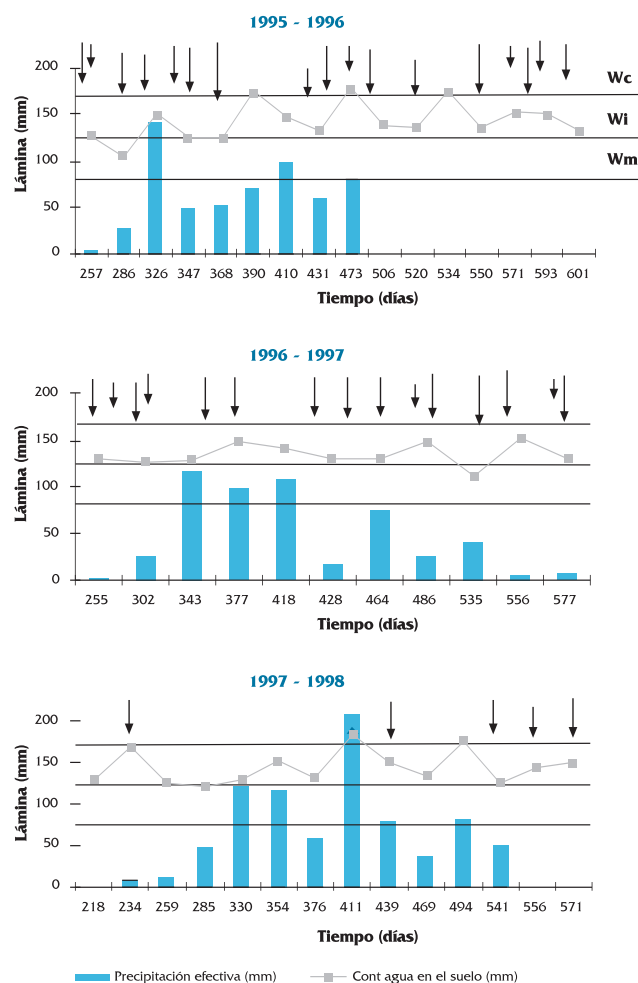 1995 - 1996
Lámina (mm)
200
150
100
50
0
Wc
Wi
Wm
257 286 326 347 368 390 410 431 473 506 520 534 550 571 593 601
Tiempo (días)
1996 - 1997
Lámina (mm)
200
150
100
50
0
255 302 343 377 418 428 464 486 535 556 577
Tiempo (días)
1997 - 1998
Lámina (mm)
200
150
100
50
0
218 234 259 285 330 354 376 411 439 469 494 541 556 571
Tiempo (días)
Precipitación efectiva (mm) Cont agua en el suelo (mm)